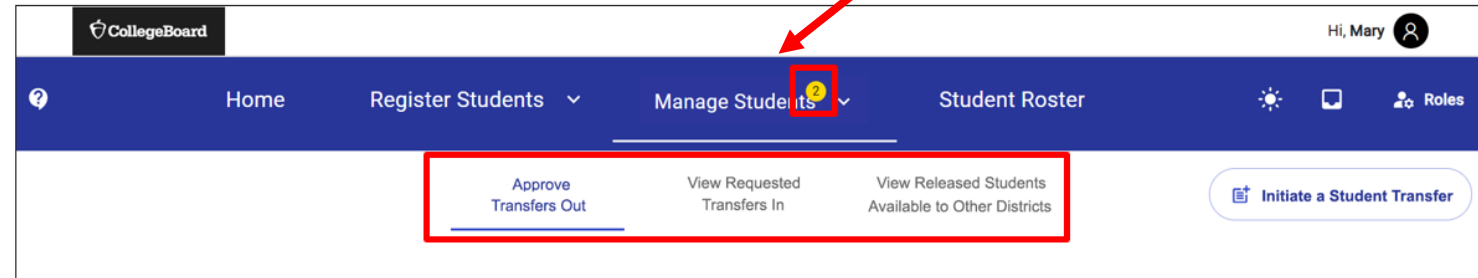 CollegeBoard
Hi, Mary
Home
Register Students
Manage Students 2
Student Roster
Roles
Approve
Transfers Out
View Requested
Transfers In
View Released Students
Available to Other Districts
Initiate a Student Transfer